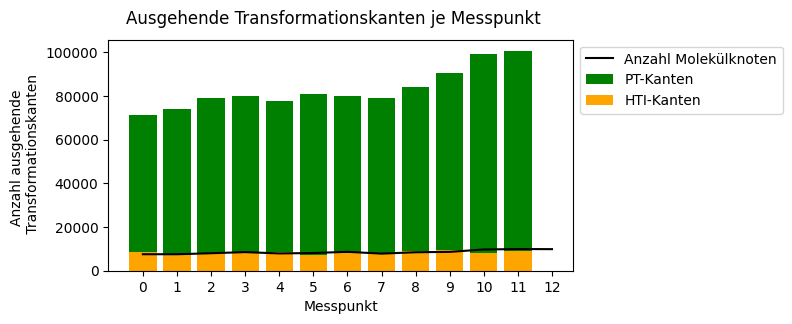 Ausgehende Transformationskanten je Messpunkt
Anzahl ausgehende
Transformationskanten
100000
80000
60000
40000
20000
0
0 1 2 3 4 5 6 7 8 9 10 11 12
Messpunkt
Anzahl Molekülknoten
PT-Kanten
HTI-Kanten